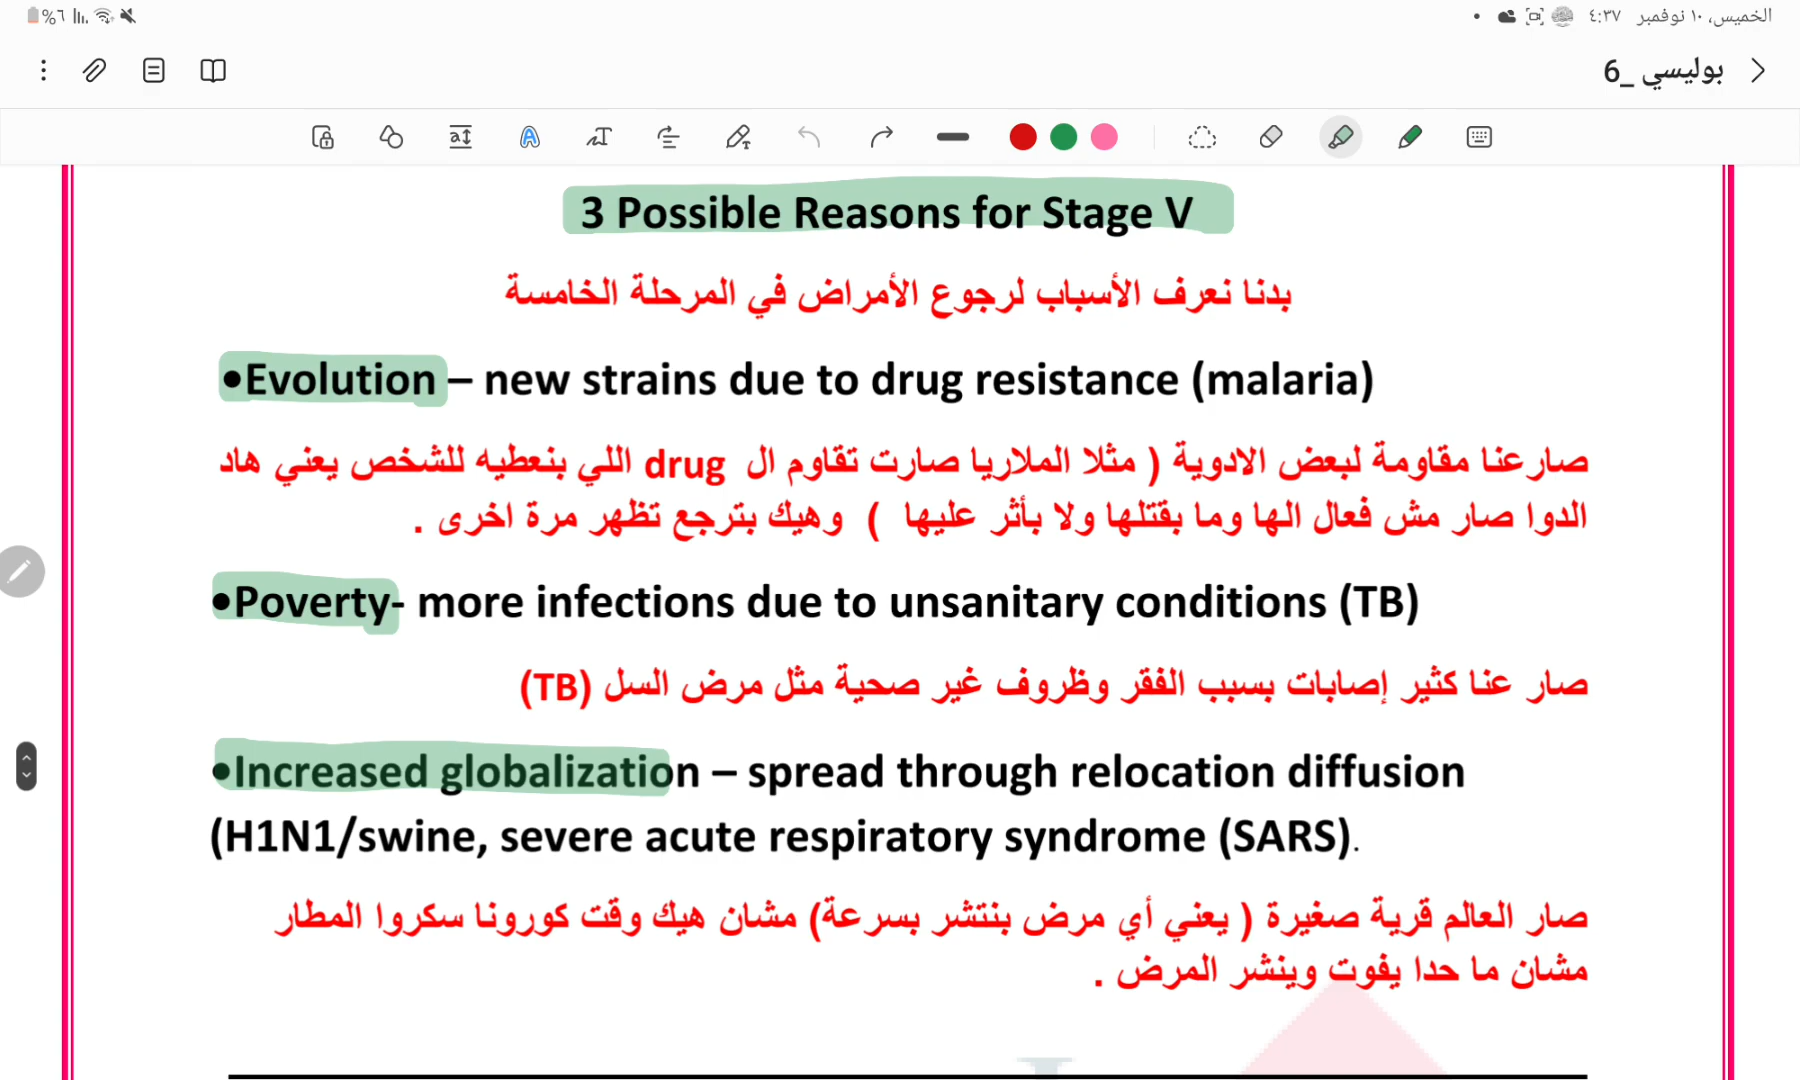 الخميس، ١٠ نوفمبر ٤:٣٧
%٦
بوليسي _6
3 Possible Reasons for Stage V
بدنا نعرف الأسباب لرجوع الأمراض في المرحلة الخامسة
•Evolution – new strains due to drug resistance (malaria)
صارعنا مقاومة لبعض الادوية ( مثلا الملاريا صارت تقاوم ال drug اللي بنعطيه للشخص يعني هاد
الدوا صار مش فعال الها وما بقتلها ولا بأثر عليها ) وهيك بترجع تظهر مرة اخرى .
•Poverty- more infections due to unsanitary conditions (TB)
صار عنا كثير إصابات بسبب الفقر وظروف غير صحية مثل مرض السل (TB)
•Increased globalization – spread through relocation diffusion
(H1N1/swine, severe acute respiratory syndrome (SARS).
صار العالم قرية صغيرة ( يعني أي مرض بنتشر بسرعة) مشان هيك وقت كورونا سكروا المطار
مشان ما حدا يفوت وينشر المرض .